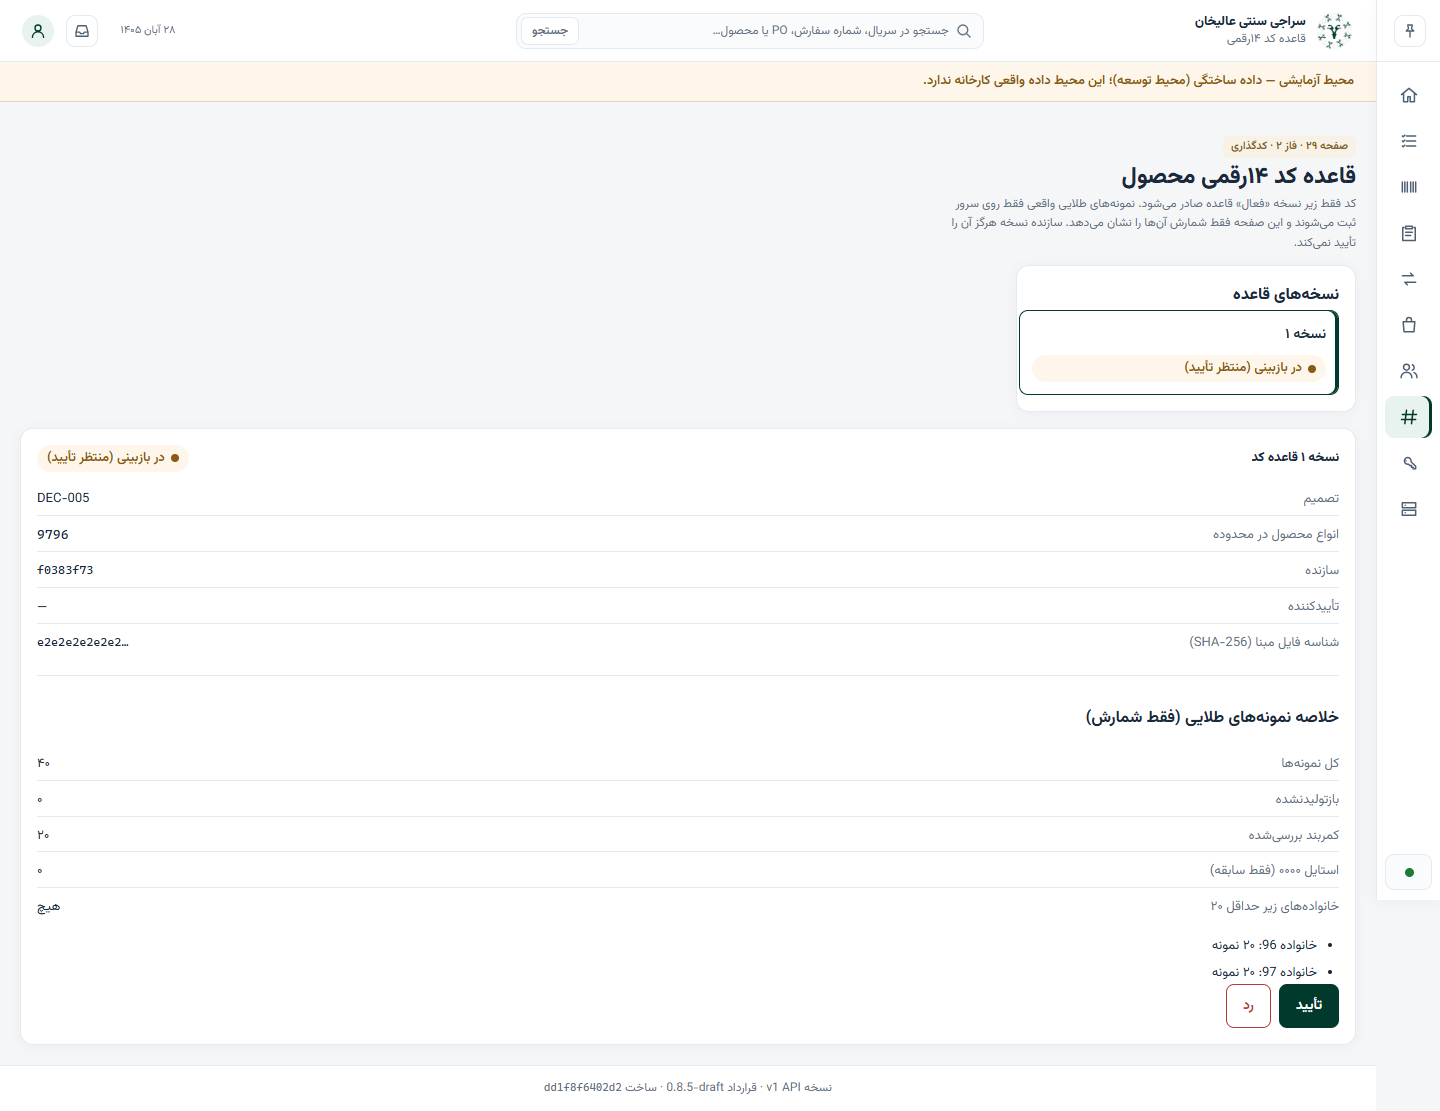 سراجی سنتی عالیخان
قاعده کد ۱۴رقمی
جستجو در سریال، شماره سفارش، PO یا محصول...
جستجو
۲۸ آبان ۱۴۰۵
محیط آزمایشی — داده ساختگی (محیط توسعه)؛ این محیط داده واقعی کارخانه ندارد.
صفحه ۲۹ · فاز ۲ · کدگذاری
قاعده کد ۱۴رقمی محصول
کد فقط زیر نسخه «فعال» قاعده صادر می‌شود. نمونه‌های طلایی واقعی فقط روی سرور
ثبت می‌شوند و این صفحه فقط شمارش آن‌ها را نشان می‌دهد. سازنده نسخه هرگز آن را
تأیید نمی‌کند.
نسخه‌های قاعده
نسخه ۱
در بازبینی (منتظر تأیید)
نسخه ۱ قاعده کد
در بازبینی (منتظر تأیید)
تصمیم DEC-005
انواع محصول در محدوده 9796
سازنده f0383f73
تأییدکننده —
شناسه فایل مبنا (SHA-256) e2e2e2e2e2e2…
خلاصه نمونه‌های طلایی (فقط شمارش)
کل نمونه‌ها ۴۰
بازتولیدنشده ۰
کمربند بررسی‌شده ۲۰
استایل ۰۰۰۰ (فقط سابقه) ۰
خانواده‌های زیر حداقل ۲۰ هیچ
• خانواده 96: ۲۰ نمونه
• خانواده 97: ۲۰ نمونه
تأیید
رد
نسخه v1 API · قرارداد 0.8.5-draft · ساخت dd1f8f6402d2